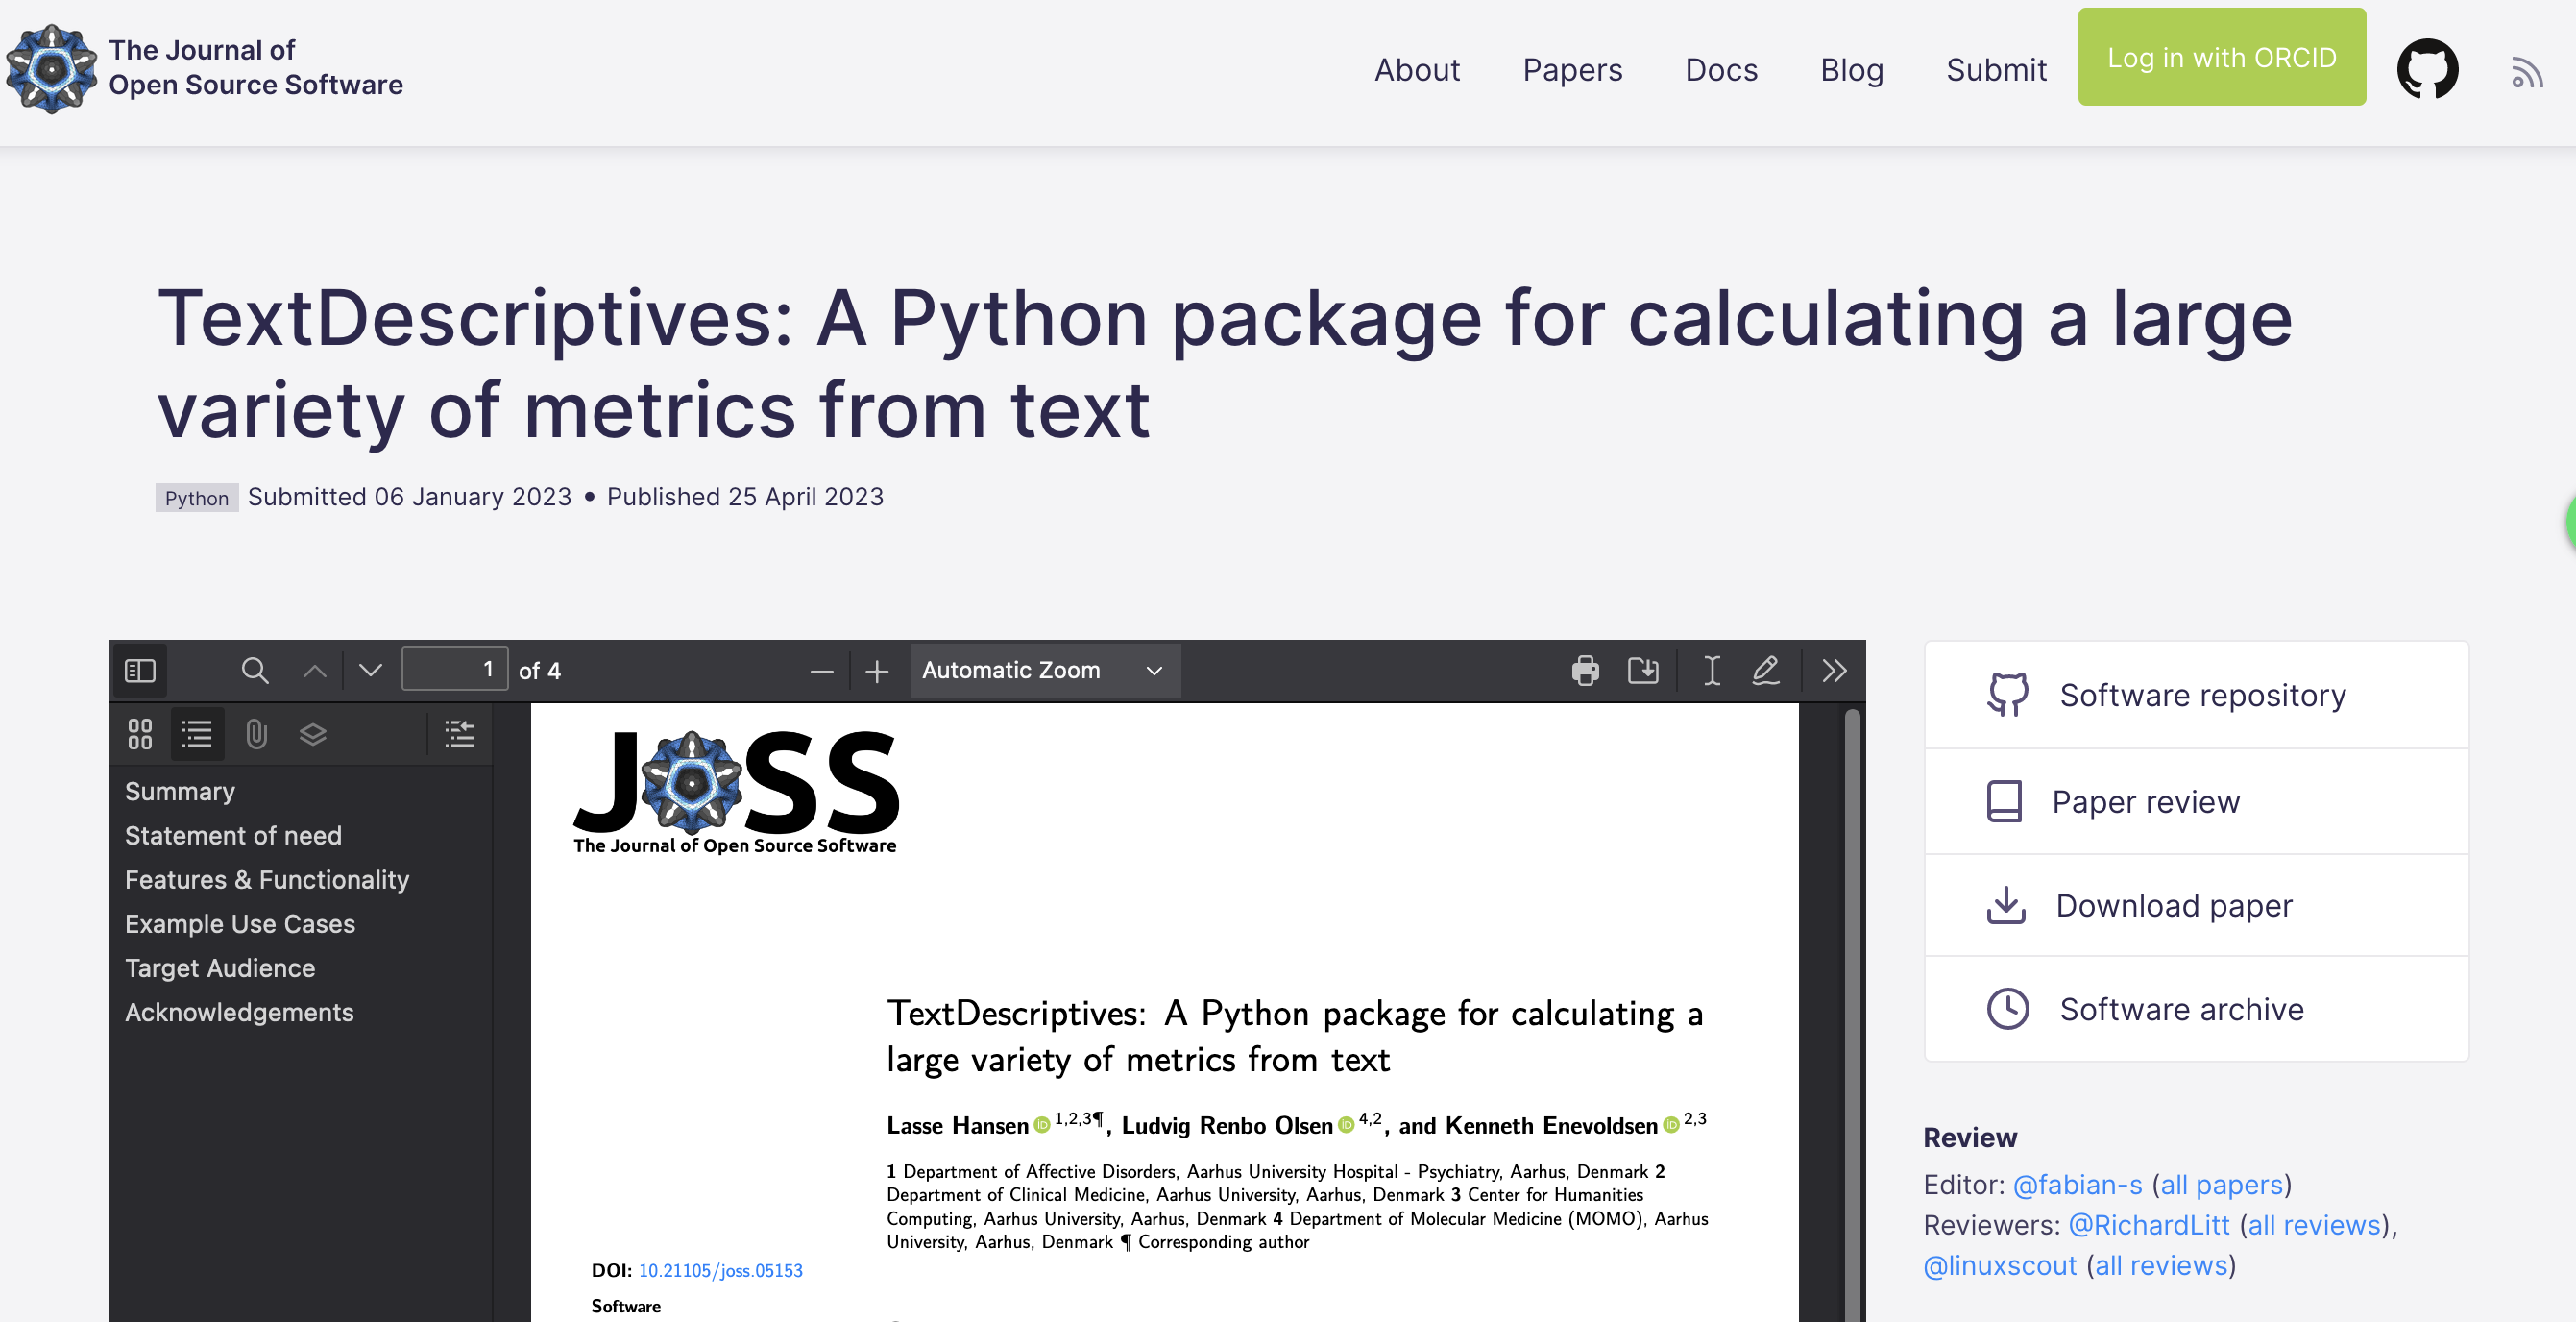 The Journal of
Open Source Software
About
Papers
Docs
Blog
Submit
Log in with ORCID
TextDescriptives: A Python package for calculating a large
variety of metrics from text
Python Submitted 06 January 2023 • Published 25 April 2023
1 of 4
Automatic Zoom
Summary
Statement of need
Features & Functionality
Example Use Cases
Target Audience
Acknowledgements
JOSS
The Journal of Open Source Software
TextDescriptives: A Python package for calculating a
large variety of metrics from text
Lasse Hansen 1,2,3¶, Ludvig Renbo Olsen 4,2, and Kenneth Enevoldsen 2,3
1 Department of Affective Disorders, Aarhus University Hospital - Psychiatry, Aarhus, Denmark 2
Department of Clinical Medicine, Aarhus University, Aarhus, Denmark 3 Center for Humanities
Computing, Aarhus University, Aarhus, Denmark 4 Department of Molecular Medicine (MOMO), Aarhus
University, Aarhus, Denmark ¶ Corresponding author
DOI: 10.21105/joss.05153
Software
Software repository
Paper review
Download paper
Software archive
Review
Editor: @fabian-s (all papers)
Reviewers: @RichardLitt (all reviews),
@linuxscout (all reviews)